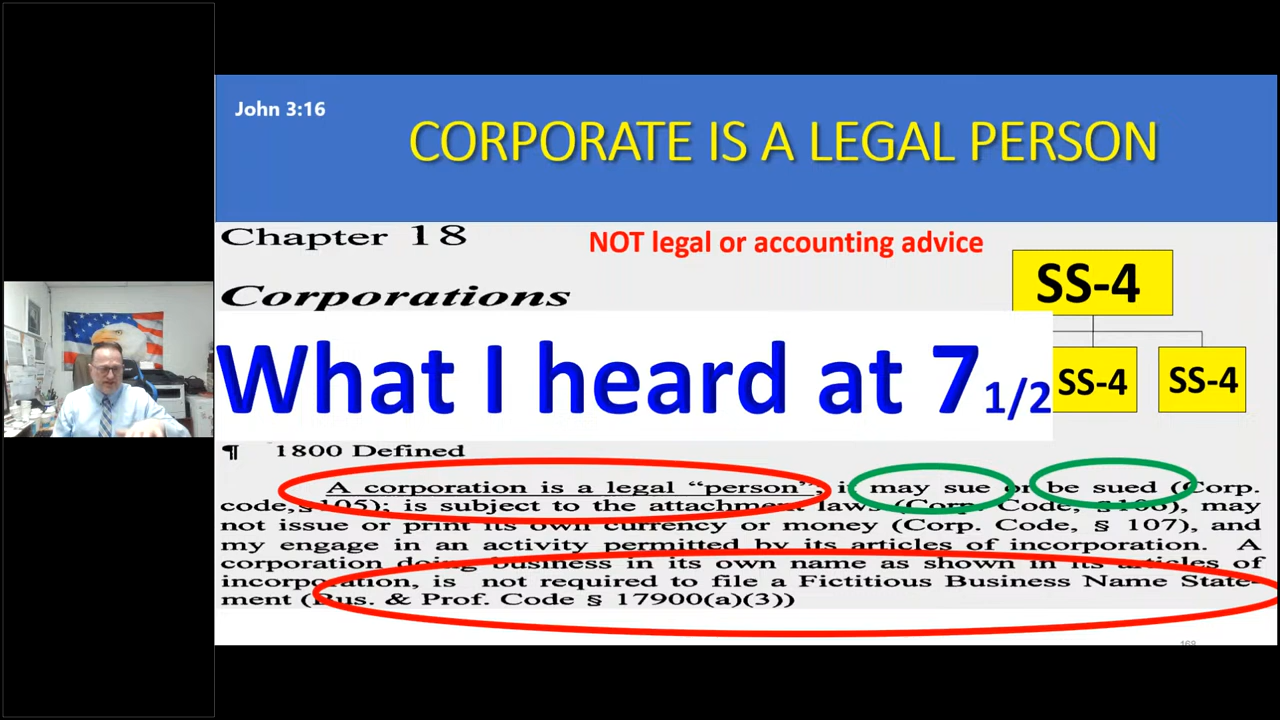 John 3:16
CORPORATE IS A LEGAL PERSON
Chapter 18
NOT legal or accounting advice
SS-4
Corporations
What I heard at 7 1/2
SS-4
SS-4
¶ 1800 Defined
A corporation is a legal “person”, i may sue or be sued (Corp.
code,§ 105); is subject to the attachment laws (Corp. Code, §106), may
not issue or print its own currency or money (Corp. Code, § 107), and
my engage in an activity permitted by its articles of incorporation. A
corporation doing business in its own name as shown in its articles of
incorporation, is not required to file a Fictitious Business Name State-
ment (Bus. & Prof. Code § 17900(a)(3))
168